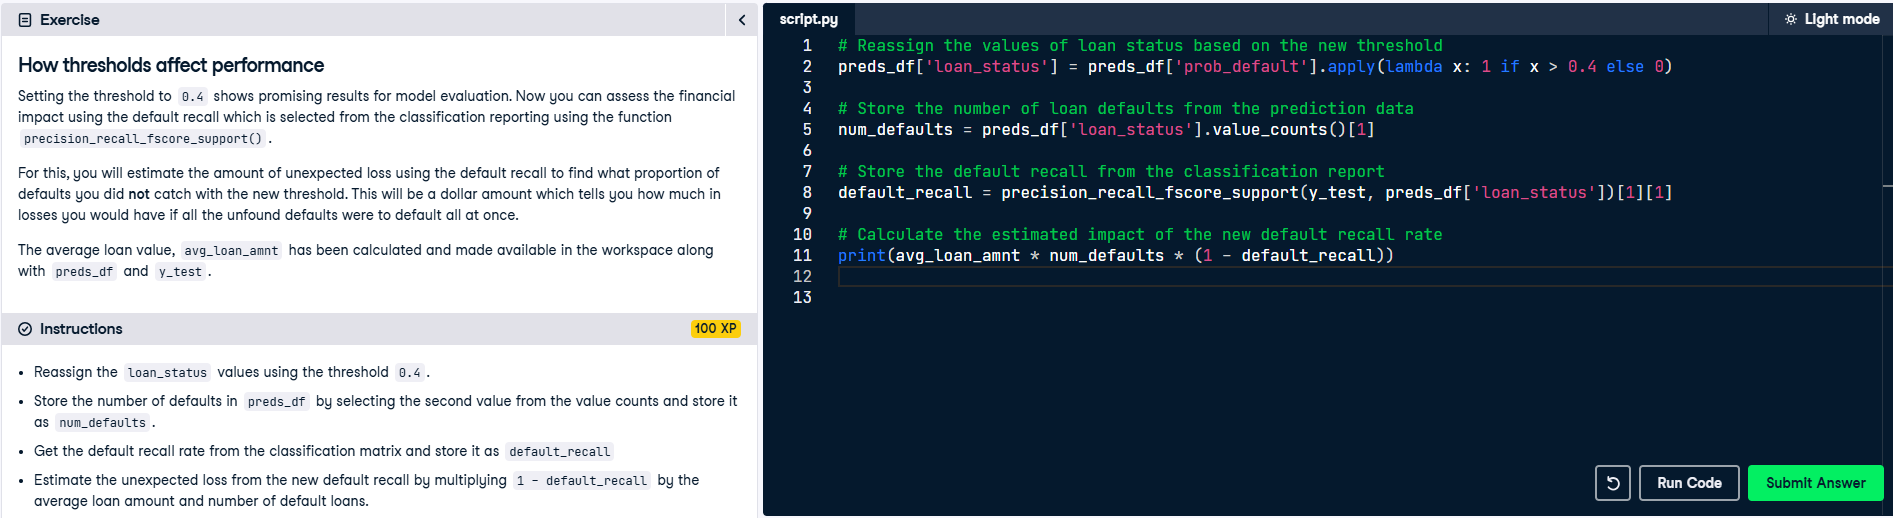 Exercise
How thresholds affect performance
Setting the threshold to 0.4 shows promising results for model evaluation. Now you can assess the financial
impact using the default recall which is selected from the classification reporting using the function
precision_recall_fscore_support() .
For this, you will estimate the amount of unexpected loss using the default recall to find what proportion of
defaults you did not catch with the new threshold. This will be a dollar amount which tells you how much in
losses you would have if all the unfound defaults were to default all at once.
The average loan value, avg_loan_amnt has been calculated and made available in the workspace along
with preds_df and y_test .
Instructions
100 XP
• Reassign the loan_status values using the threshold 0.4 .
• Store the number of defaults in preds_df by selecting the second value from the value counts and store it
as num_defaults .
• Get the default recall rate from the classification matrix and store it as default_recall
• Estimate the unexpected loss from the new default recall by multiplying 1 - default_recall by the
average loan amount and number of default loans.
script.py
Light mode
1 # Reassign the values of loan status based on the new threshold
2 preds_df['loan_status'] = preds_df['prob_default'].apply(lambda x: 1 if x > 0.4 else 0)
3
4 # Store the number of loan defaults from the prediction data
5 num_defaults = preds_df['loan_status'].value_counts()[1]
6
7 # Store the default recall from the classification report
8 default_recall = precision_recall_fscore_support(y_test, preds_df['loan_status'])[1][1]
9
10 # Calculate the estimated impact of the new default recall rate
11 print(avg_loan_amnt * num_defaults * (1 - default_recall))
12
13
Run Code
Submit Answer